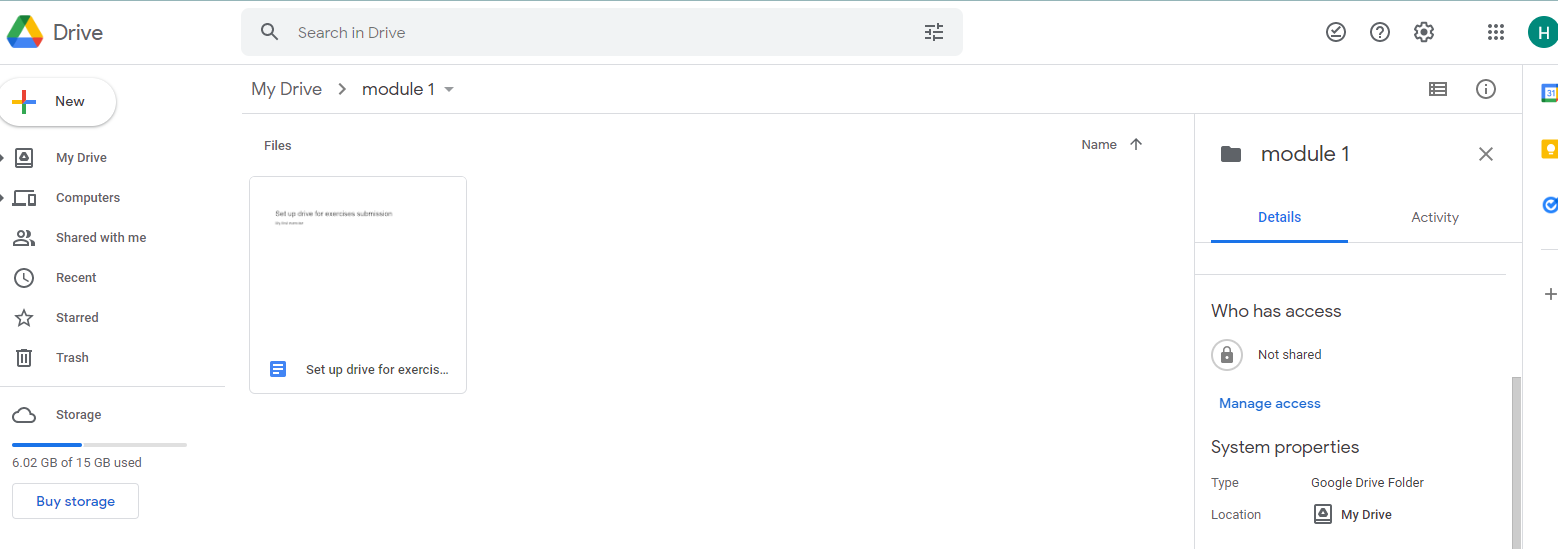 Drive
Search in Drive
H
New
My Drive
Computers
Shared with me
Recent
Starred
Trash
Storage
6.02 GB of 15 GB used
Buy storage
My Drive
module 1
Files
Name
Set up drive for exercises submission
Set up drive for exercis...
module 1
Details
Activity
Who has access
Not shared
Manage access
System properties
Type Google Drive Folder
Location My Drive
31